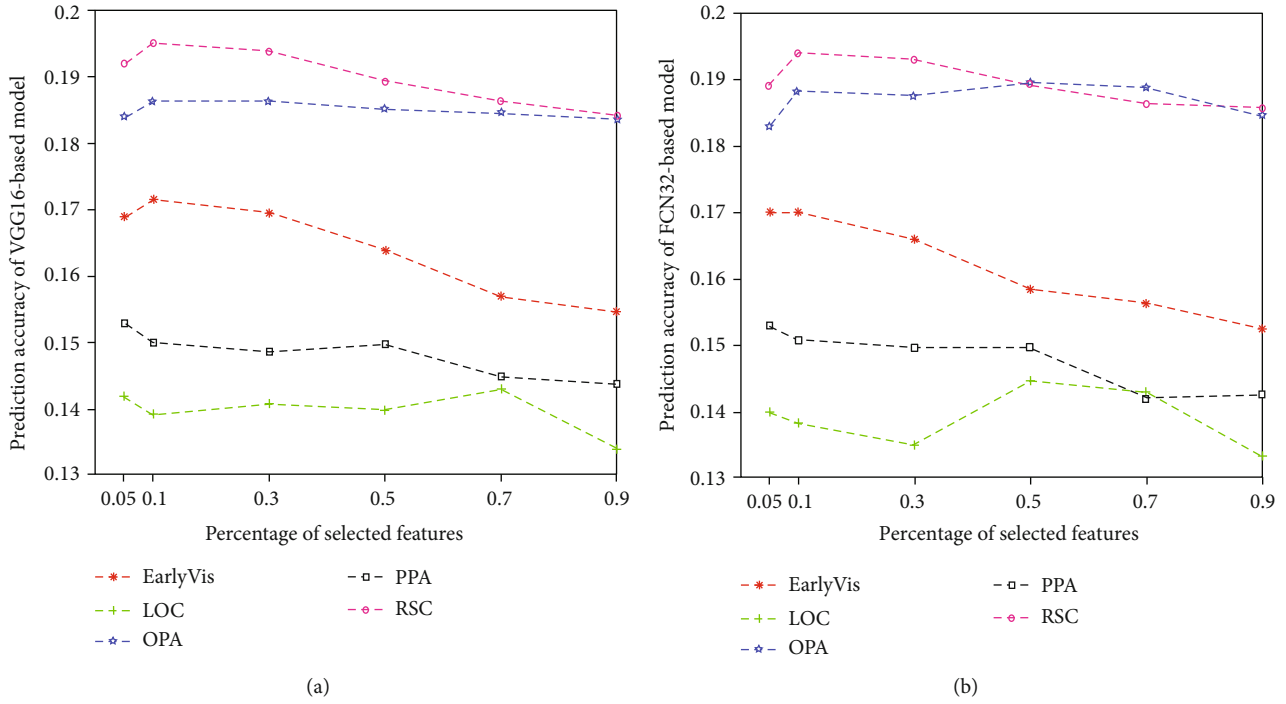 Prediction accuracy of VGG16-based model
0.2
0.19
0.18
0.17
0.16
0.15
0.14
0.13
0.05 0.1 0.3 0.5 0.7 0.9
Percentage of selected features
EarlyVis
LOC
OPA
PPA
RSC
(a)
Prediction accuracy of FCN32-based model
0.2
0.19
0.18
0.17
0.16
0.15
0.14
0.13
0.05 0.1 0.3 0.5 0.7 0.9
Percentage of selected features
EarlyVis
LOC
OPA
PPA
RSC
(b)